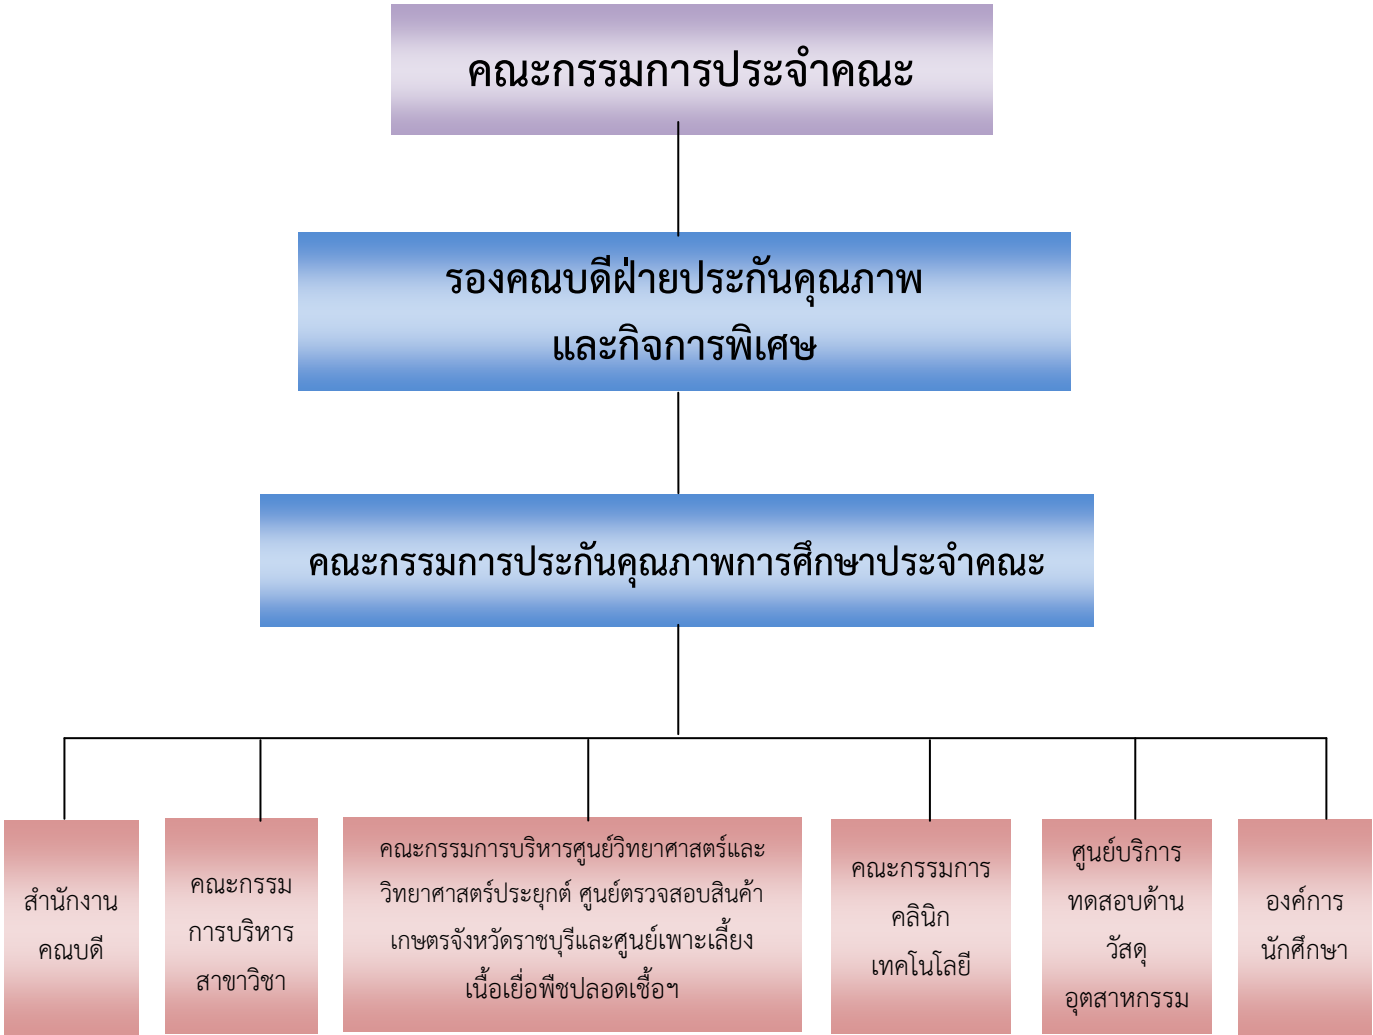 คณะกรรมการประจำคณะ
รองคณบดีฝ่ายประกันคุณภาพ
และกิจการพิเศษ
คณะกรรมการประกันคุณภาพการศึกษาประจำคณะ
สำนักงาน
คณบดี
คณะกรรม
การบริหาร
สาขาวิชา
คณะกรรมการบริหารศูนย์วิทยาศาสตร์และ
วิทยาศาสตร์ประยุกต์ ศูนย์ตรวจสอบสินค้า
เกษตรจังหวัดราชบุรีและศูนย์เพาะเลี้ยง
เนื้อเยื่อพืชปลอดเชื้อฯ
คณะกรรมการ
คลินิก
เทคโนโลยี
ศูนย์บริการ
ทดสอบด้าน
วัสดุ
อุตสาหกรรม
องค์การ
นักศึกษา